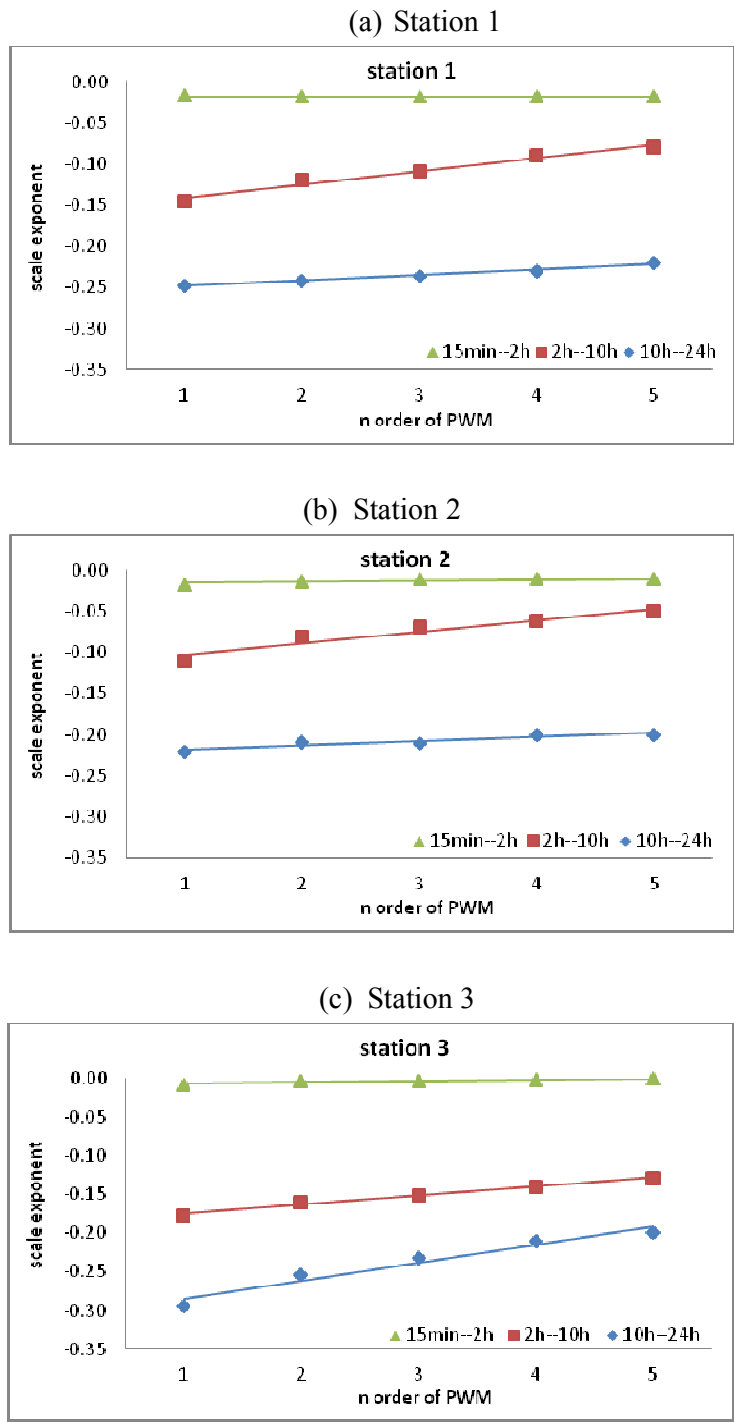 (a) Station 1
station 1
0.00
-0.05
-0.10
-0.15
-0.20
-0.25
-0.30
-0.35
scale exponent
15min--2h 2h--10h 10h--24h
1 2 3 4 5
n order of PWM
(b) Station 2
station 2
0.00
-0.05
-0.10
-0.15
-0.20
-0.25
-0.30
-0.35
scale exponent
15min--2h 2h--10h 10h--24h
1 2 3 4 5
n order of PWM
(c) Station 3
station 3
0.00
-0.05
-0.10
-0.15
-0.20
-0.25
-0.30
-0.35
scale exponent
15min--2h 2h--10h 10h--24h
1 2 3 4 5
n order of PWM